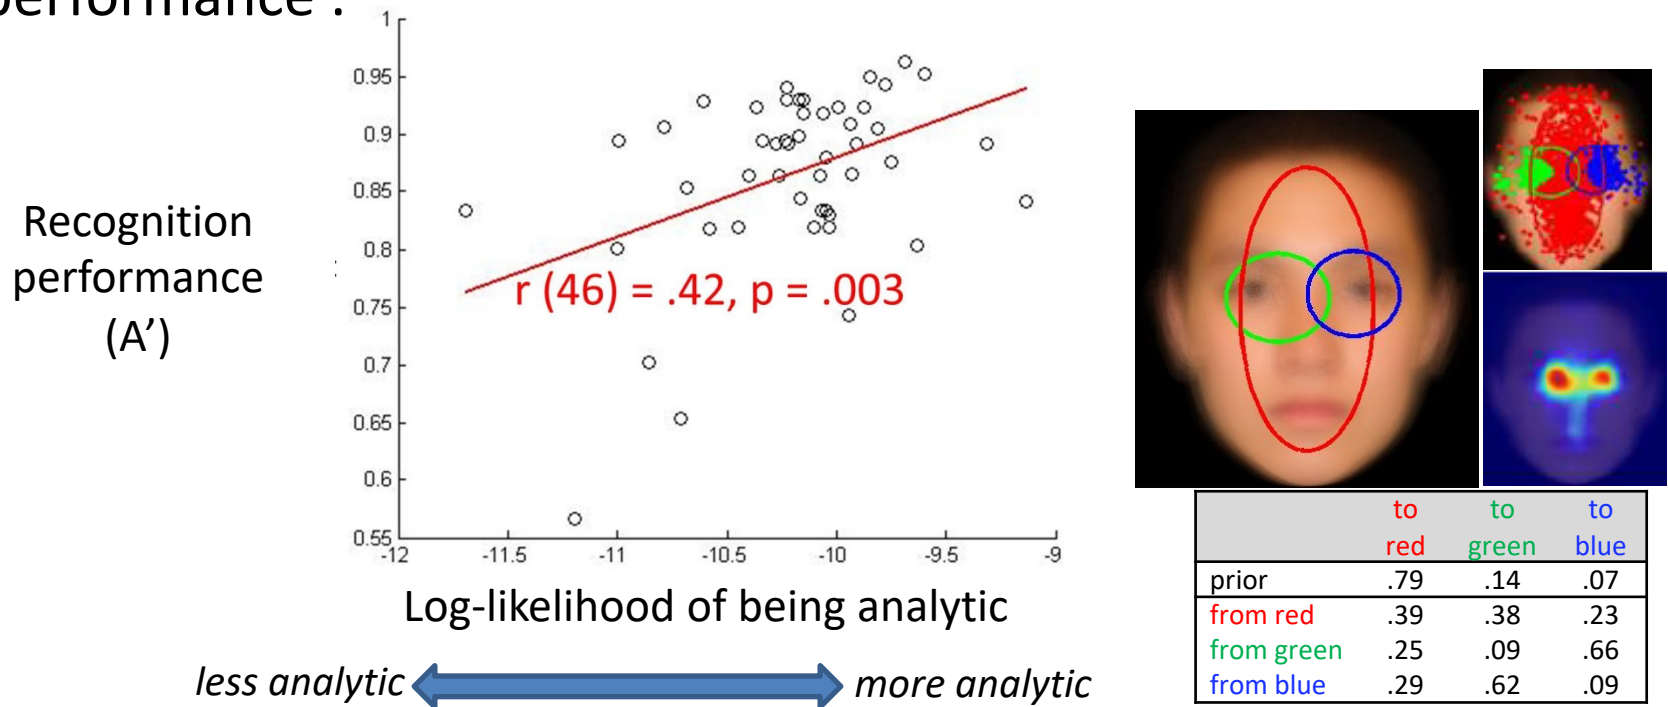 performance :
1
0.95
0.9
0.85
0.8
0.75
0.7
0.65
0.6
0.55
-12 -11.5 -11 -10.5 -10 -9.5 -9
Recognition
performance
(A’)
:
r (46) = .42, p = .003
Log-likelihood of being analytic
less analytic more analytic
to red to green to blue
prior .79 .14 .07
from red .39 .38 .23
from green .25 .09 .66
from blue .29 .62 .09